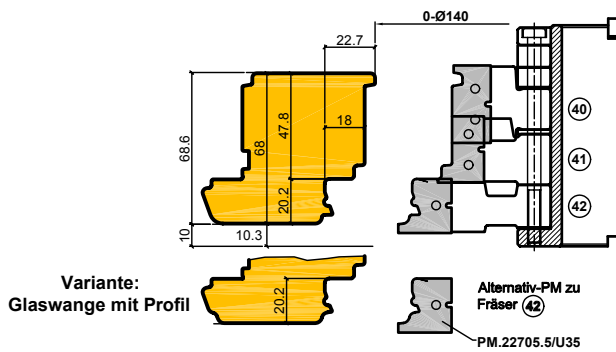 0-Ø140
22.7
68.6
68
47.8
18
20.2
10
10.3
40
41
42
Variante:
Glaswange mit Profil
20.2
Alternativ-PM zu
Fräser 42
PM.22705.5/U35